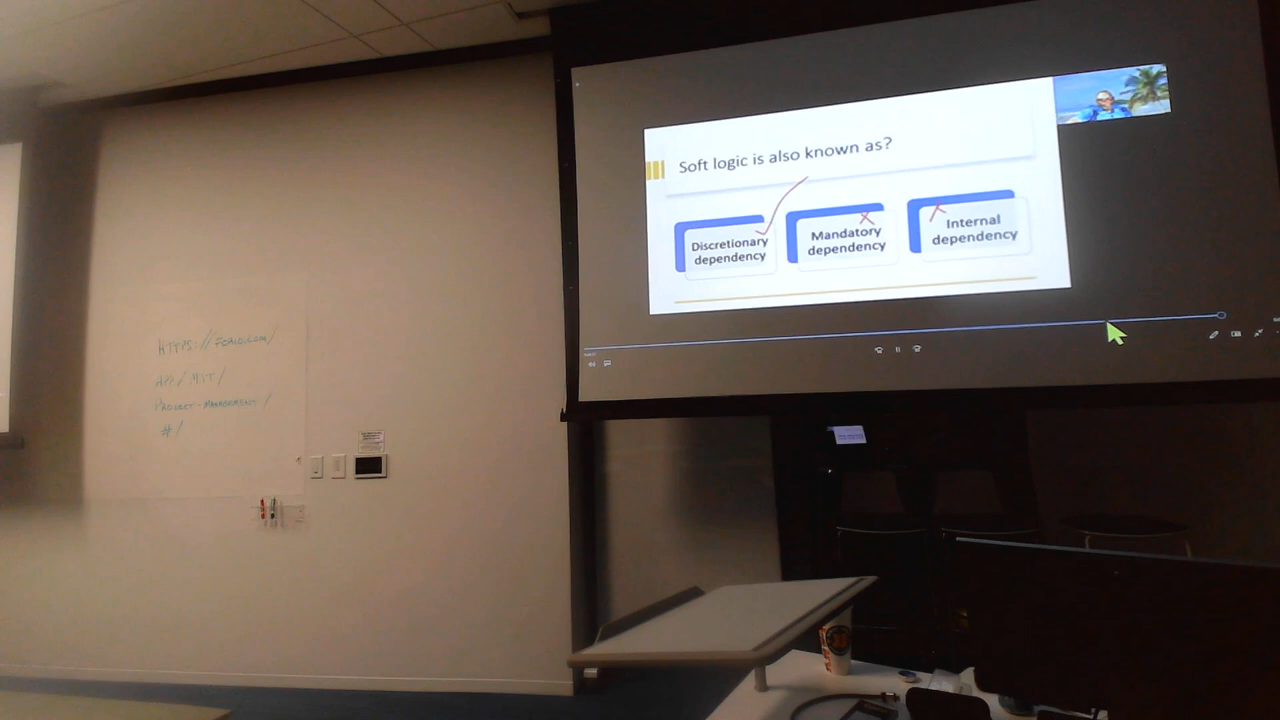 HTTPS://
APP/MTT/
PROJECT-MANAGEMENT/
#/
Soft logic is also known as?
Discretionary
dependency
Mandatory
dependency
Internal
dependency